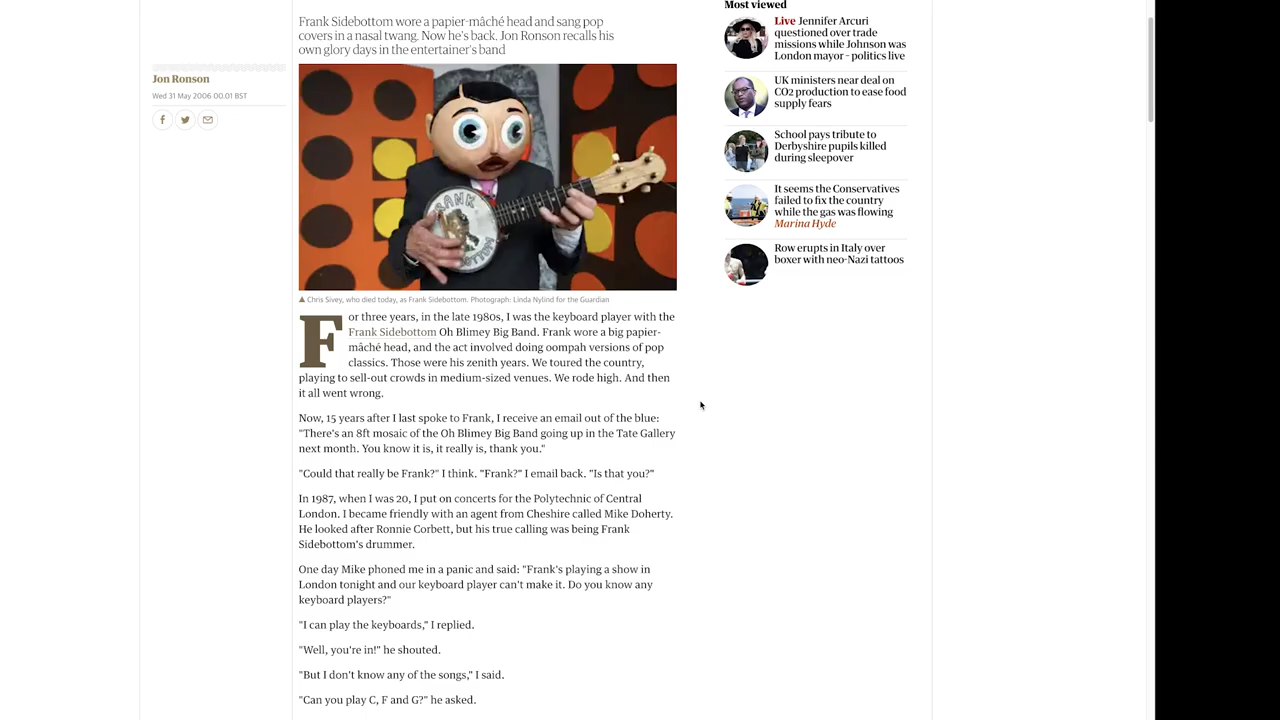 Frank Sidebottom wore a papier-mâché head and sang pop
covers in a nasal twang. Now he's back. Jon Ronson recalls his
own glory days in the entertainer's band
Jon Ronson
Wed 31 May 2006 00.01 BST
FRANK
Chris Sivey, who died today, as Frank Sidebottom. Photograph: Linda Nylind for the Guardian
For three years, in the late 1980s, I was the keyboard player with the
Frank Sidebottom Oh Blimey Big Band. Frank wore a big papier-
mâché head, and the act involved doing oompah versions of pop
classics. Those were his zenith years. We toured the country,
playing to sell-out crowds in medium-sized venues. We rode high. And then
it all went wrong.
Now, 15 years after I last spoke to Frank, I receive an email out of the blue:
"There's an 8ft mosaic of the Oh Blimey Big Band going up in the Tate Gallery
next month. You know it is, it really is, thank you."
"Could that really be Frank?" I think. "Frank?" I email back. "Is that you?"
In 1987, when I was 20, I put on concerts for the Polytechnic of Central
London. I became friendly with an agent from Cheshire called Mike Doherty.
He looked after Ronnie Corbett, but his true calling was being Frank
Sidebottom's drummer.
One day Mike phoned me in a panic and said: "Frank's playing a show in
London tonight and our keyboard player can't make it. Do you know any
keyboard players?"
"I can play the keyboards," I replied.
"Well, you're in!" he shouted.
"But I don't know any of the songs," I said.
"Can you play C, F and G?" he asked.
Most viewed
Live Jennifer Arcuri
questioned over trade
missions while Johnson was
London mayor – politics live
UK ministers near deal on
CO2 production to ease food
supply fears
School pays tribute to
Derbyshire pupils killed
during sleepover
It seems the Conservatives
failed to fix the country
while the gas was flowing
Marina Hyde
Row erupts in Italy over
boxer with neo-Nazi tattoos